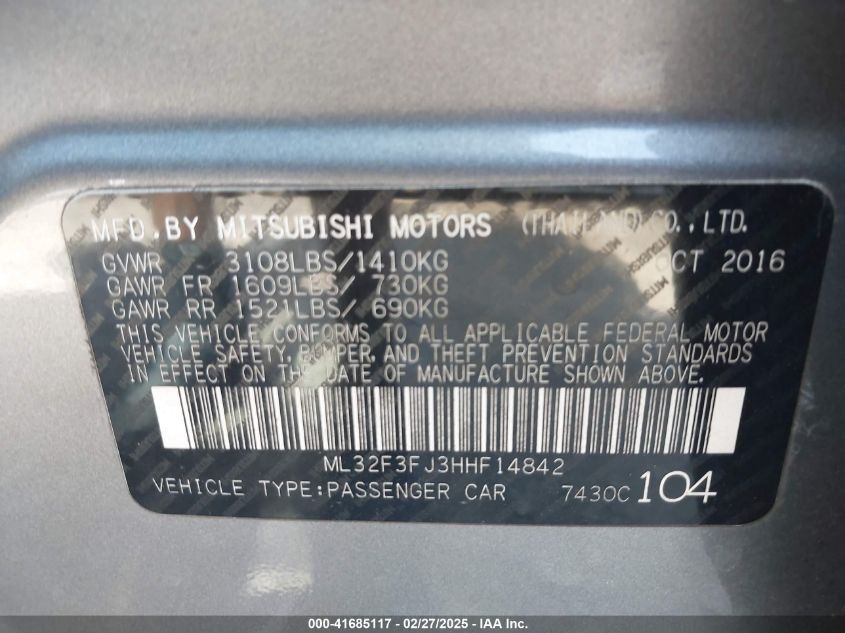 MFD.BY MITSUBISHI MOTORS (THAILAND)CO.,LTD.
GVWR 3108LBS/1410KG OCT 2016
GAWR FR 1609LBS/ 730KG
GAWR RR 1521LBS/ 690KG
THIS VEHICLE CONFORMS TO ALL APPLICABLE FEDERAL MOTOR
VEHICLE SAFETY, BUMPER, AND THEFT PREVENTION STANDARDS
IN EFFECT ON THE DATE OF MANUFACTURE SHOWN ABOVE.
ML32F3FJ3HHF14842
VEHICLE TYPE:PASSENGER CAR 7430C 104
000-41685117 - 02/27/2025 - IAA Holdings, LLC.